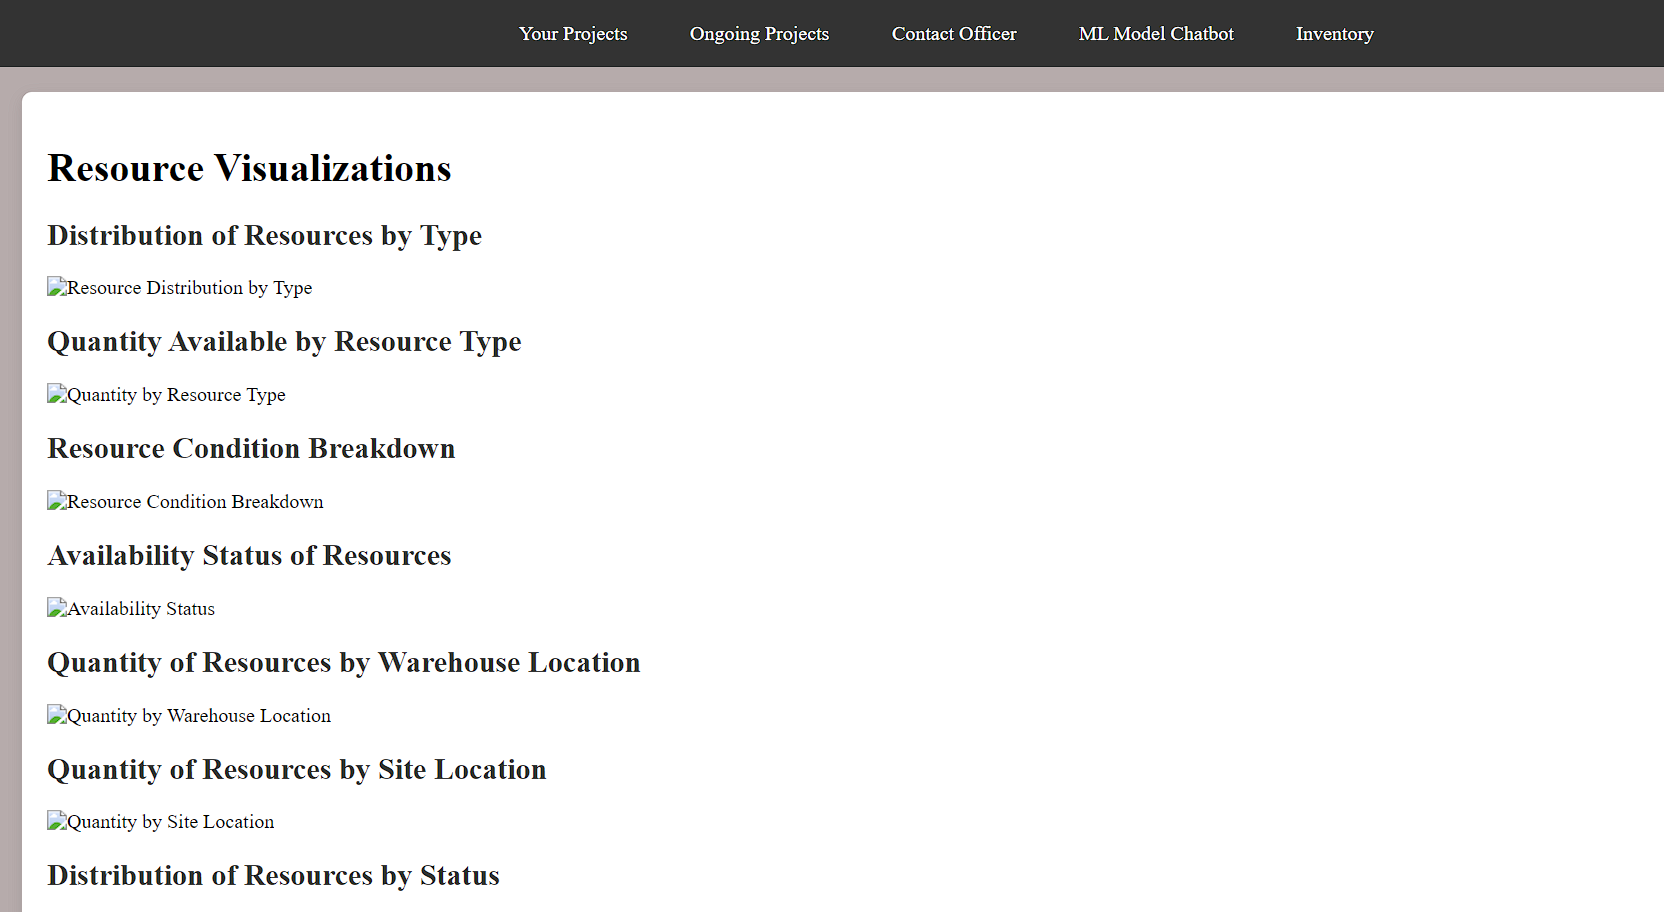 Your Projects Ongoing Projects Contact Officer ML Model Chatbot Inventory
Resource Visualizations
Distribution of Resources by Type
Resource Distribution by Type
Quantity Available by Resource Type
Quantity by Resource Type
Resource Condition Breakdown
Resource Condition Breakdown
Availability Status of Resources
Availability Status
Quantity of Resources by Warehouse Location
Quantity by Warehouse Location
Quantity of Resources by Site Location
Quantity by Site Location
Distribution of Resources by Status